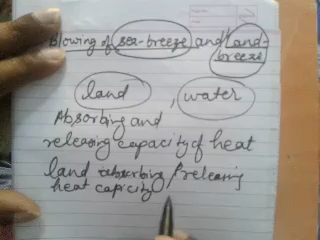 Blowing of sea-breeze and land-breeze
land , water
Absorbing and
releasing capacity of heat
land absorbing / releasing
heat capicity